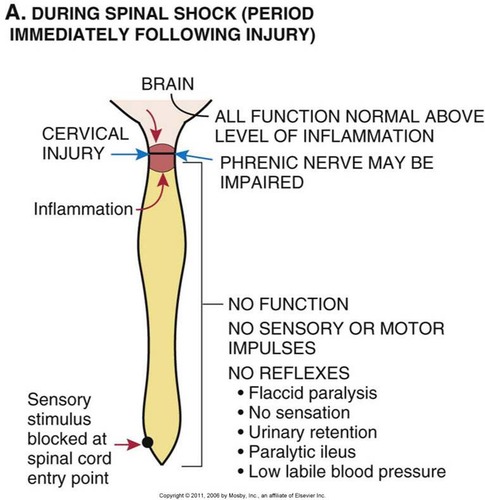 A. DURING SPINAL SHOCK (PERIOD
IMMEDIATELY FOLLOWING INJURY)
BRAIN
ALL FUNCTION NORMAL ABOVE
LEVEL OF INFLAMMATION
CERVICAL
INJURY
PHRENIC NERVE MAY BE
IMPAIRED
Inflammation
NO FUNCTION
NO SENSORY OR MOTOR
IMPULSES
NO REFLEXES
• Flaccid paralysis
• No sensation
• Urinary retention
• Paralytic ileus
• Low labile blood pressure
Sensory
stimulus
blocked at
spinal cord
entry point
Copyright © 2011, 2006 by Mosby, Inc., an affiliate of Elsevier Inc.